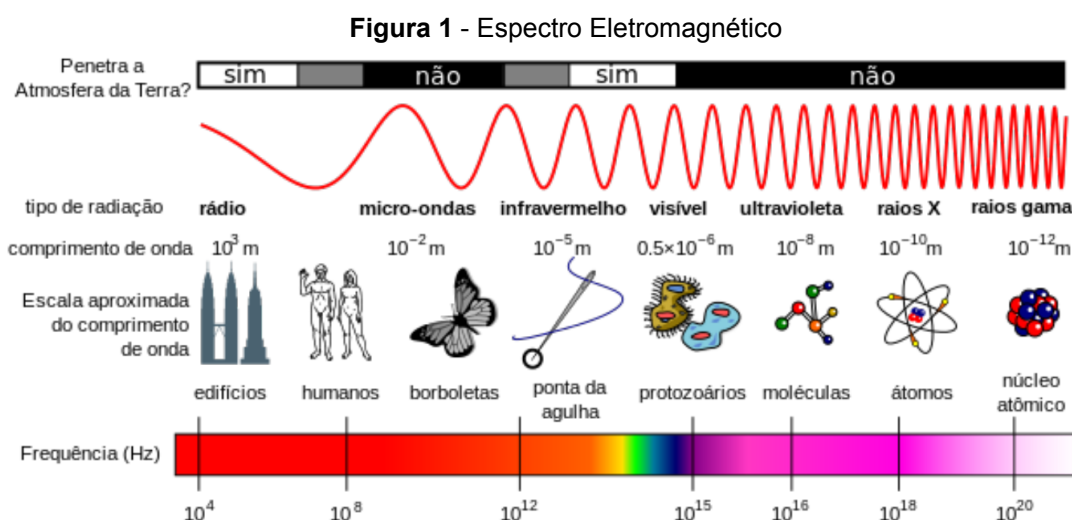 Figura 1 - Espectro Eletromagnético
Penetra a
Atmosfera da Terra?
sim não sim não
tipo de radiação rádio micro-ondas infravermelho visível ultravioleta raios X raios gama
comprimento de onda 10³ m 10⁻² m 10⁻⁵ m 0.5×10⁻⁶ m 10⁻⁸ m 10⁻¹⁰m 10⁻¹² m
Escala aproximada
do comprimento
de onda
edifícios humanos borboletas ponta da
agulha
protozoários moléculas átomos núcleo
atômico
Frequência (Hz)
10⁴ 10⁸ 10¹² 10¹⁵ 10¹⁶ 10¹⁸ 10²⁰